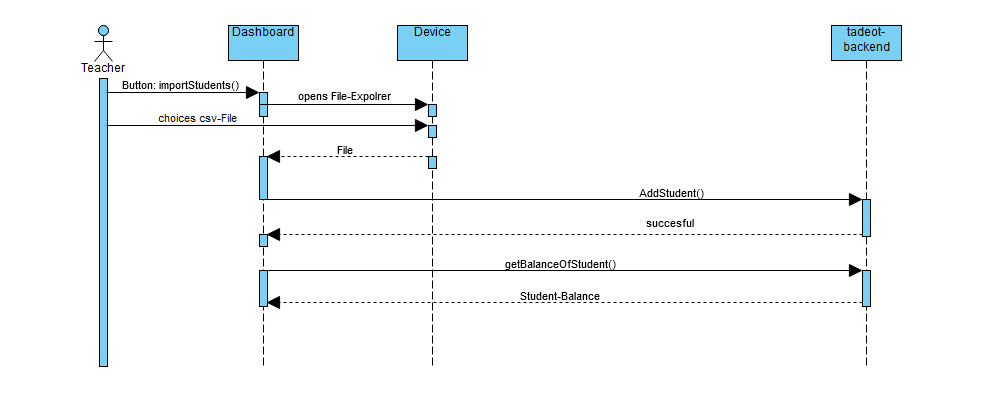 Dashboard
Device
tadeot-
backend
Teacher
Button: importStudents()
opens File-Expolrer
choices csv-File
File
AddStudent()
succesful
getBalanceOfStudent()
Student-Balance